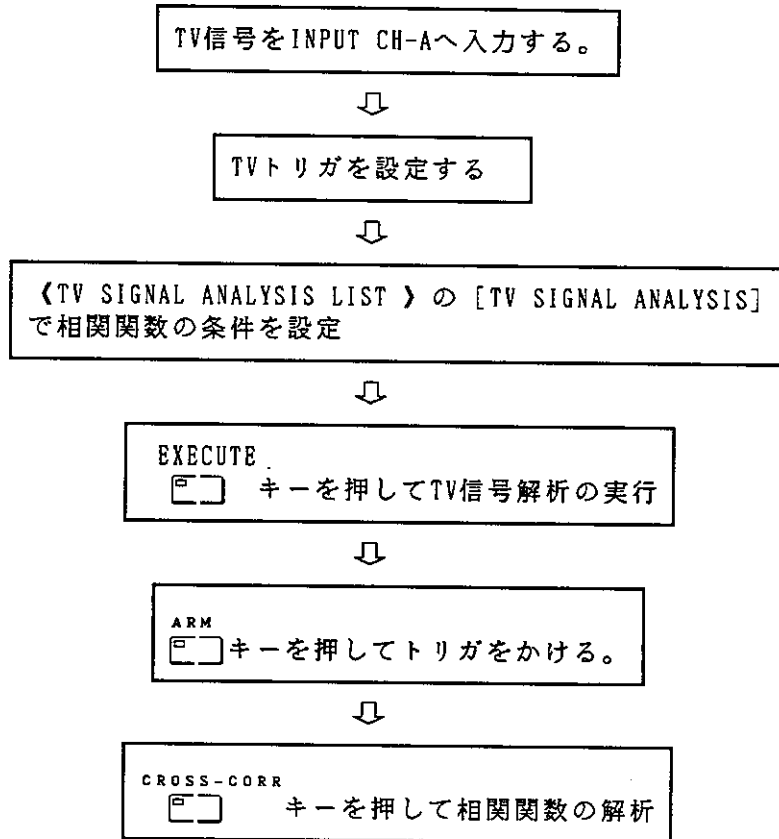 TV信号をINPUT CH-Aへ入力する。
TVトリガを設定する
《TV SIGNAL ANALYSIS LIST 》の [TV SIGNAL ANALYSIS]
で相関関数の条件を設定
EXECUTE
キーを押してTV信号解析の実行
ARM
キーを押してトリガをかける。
CROSS-CORR
キーを押して相関関数の解析